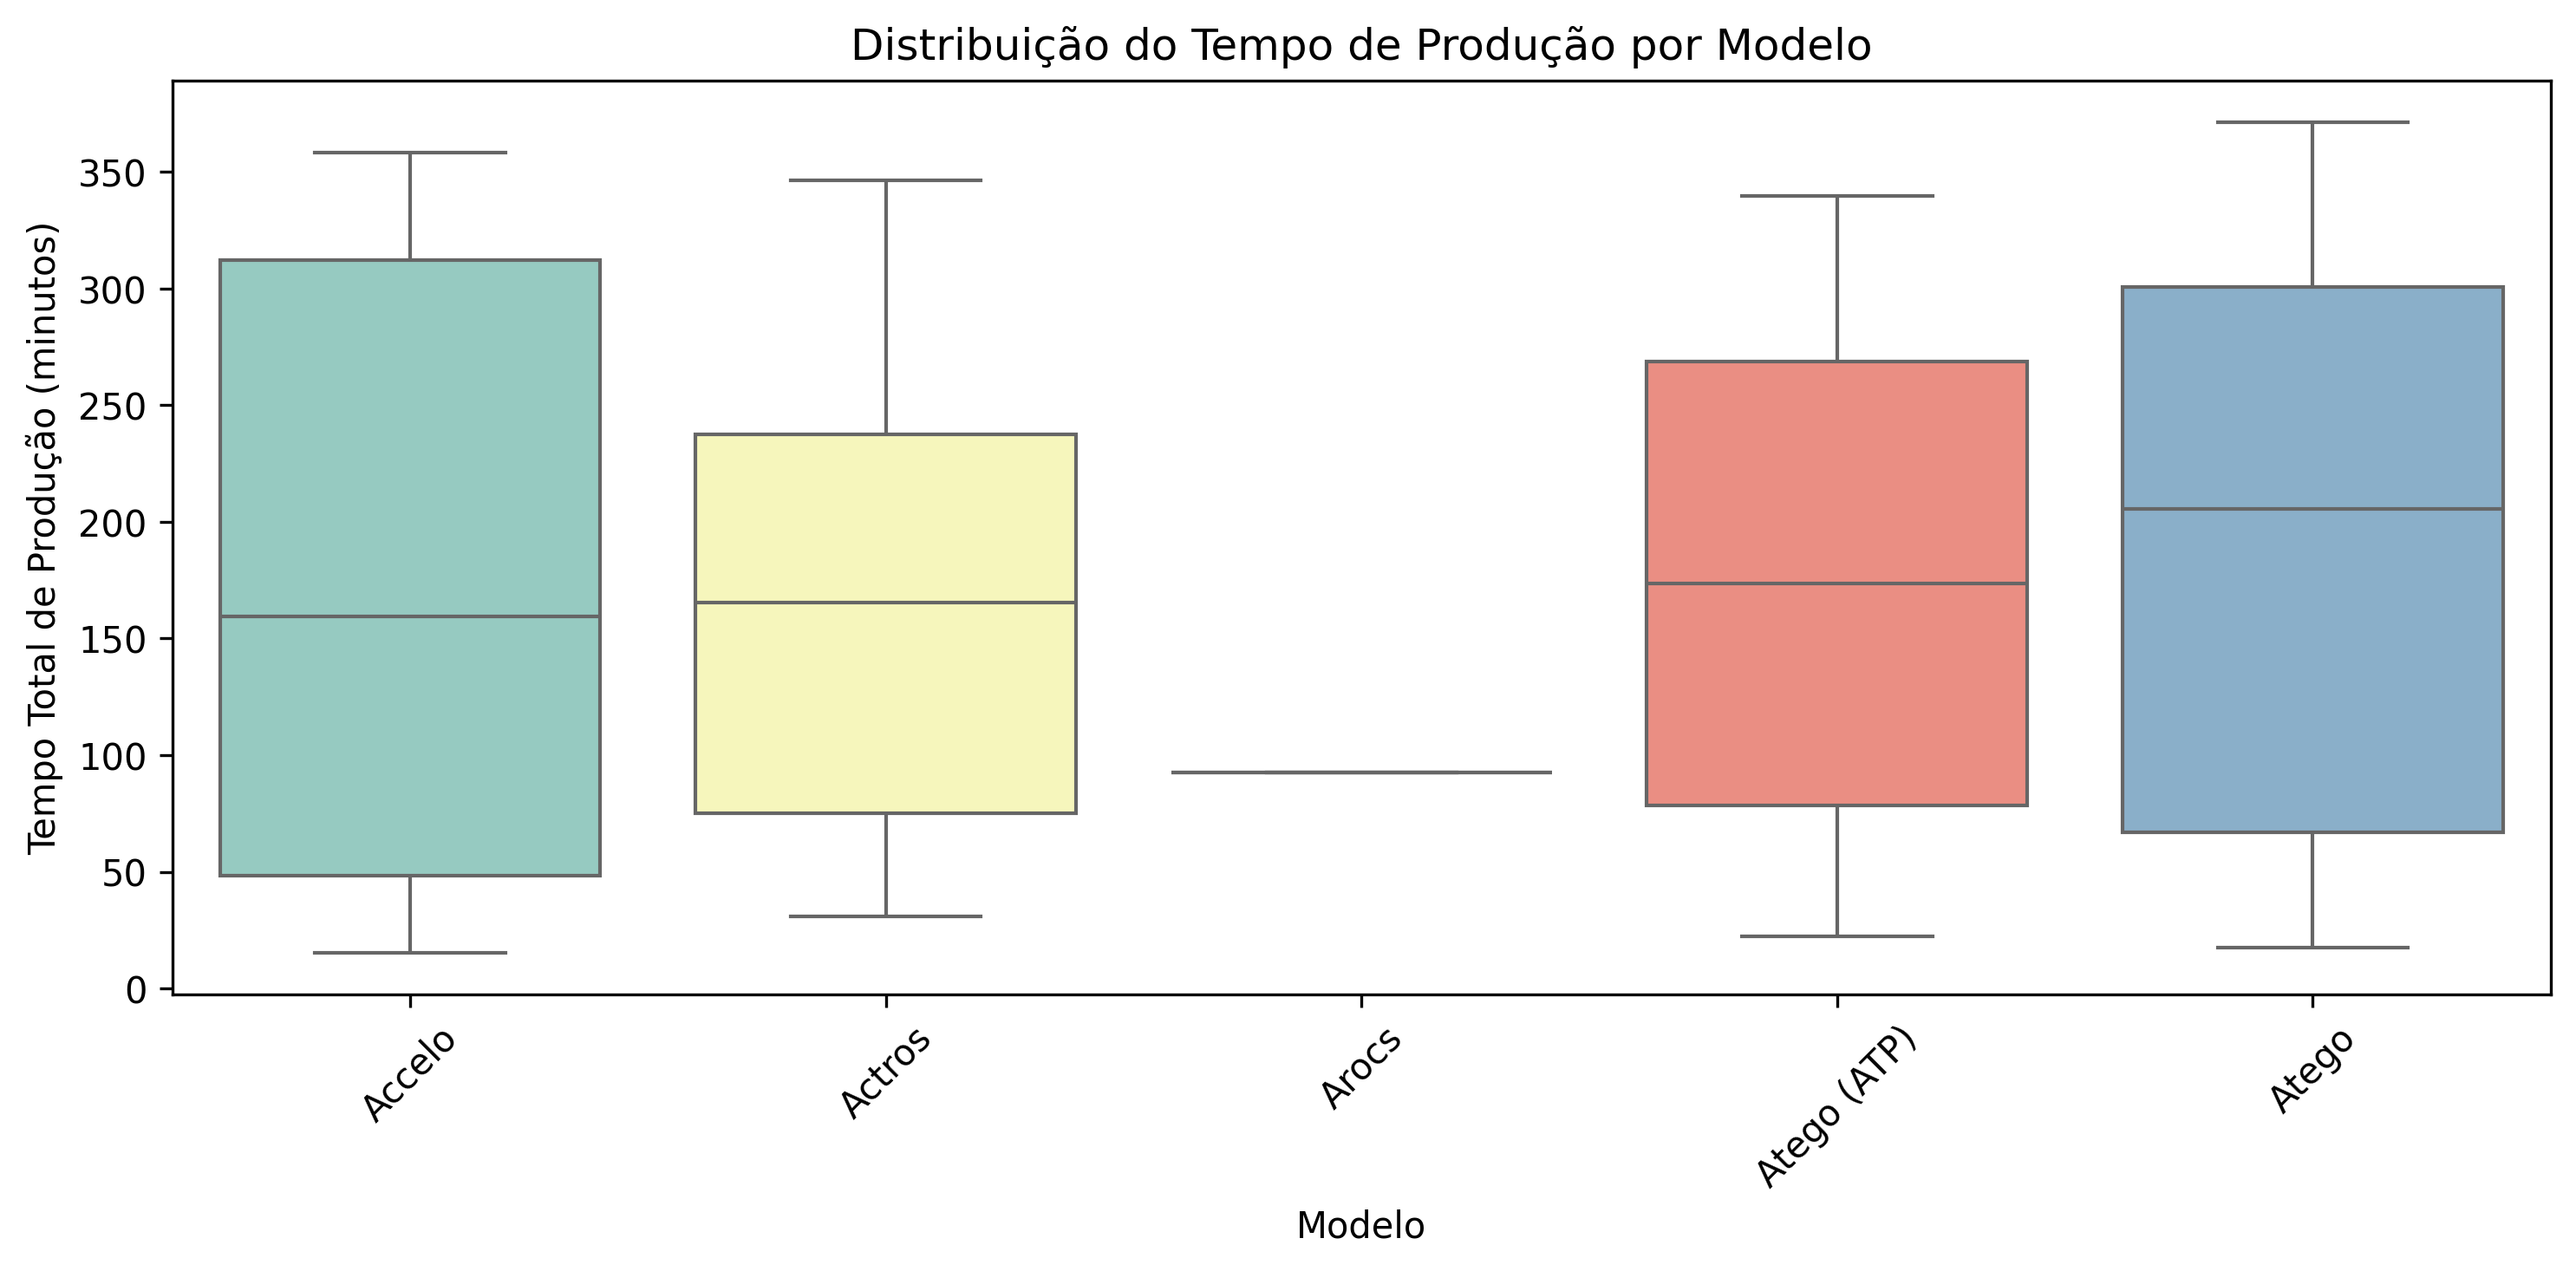 Distribuição do Tempo de Produção por Modelo
Tempo Total de Produção (minutos)
350
300
250
200
150
100
50
0
Accelo
Actros
Arocs
Atego (ATP)
Atego
Modelo